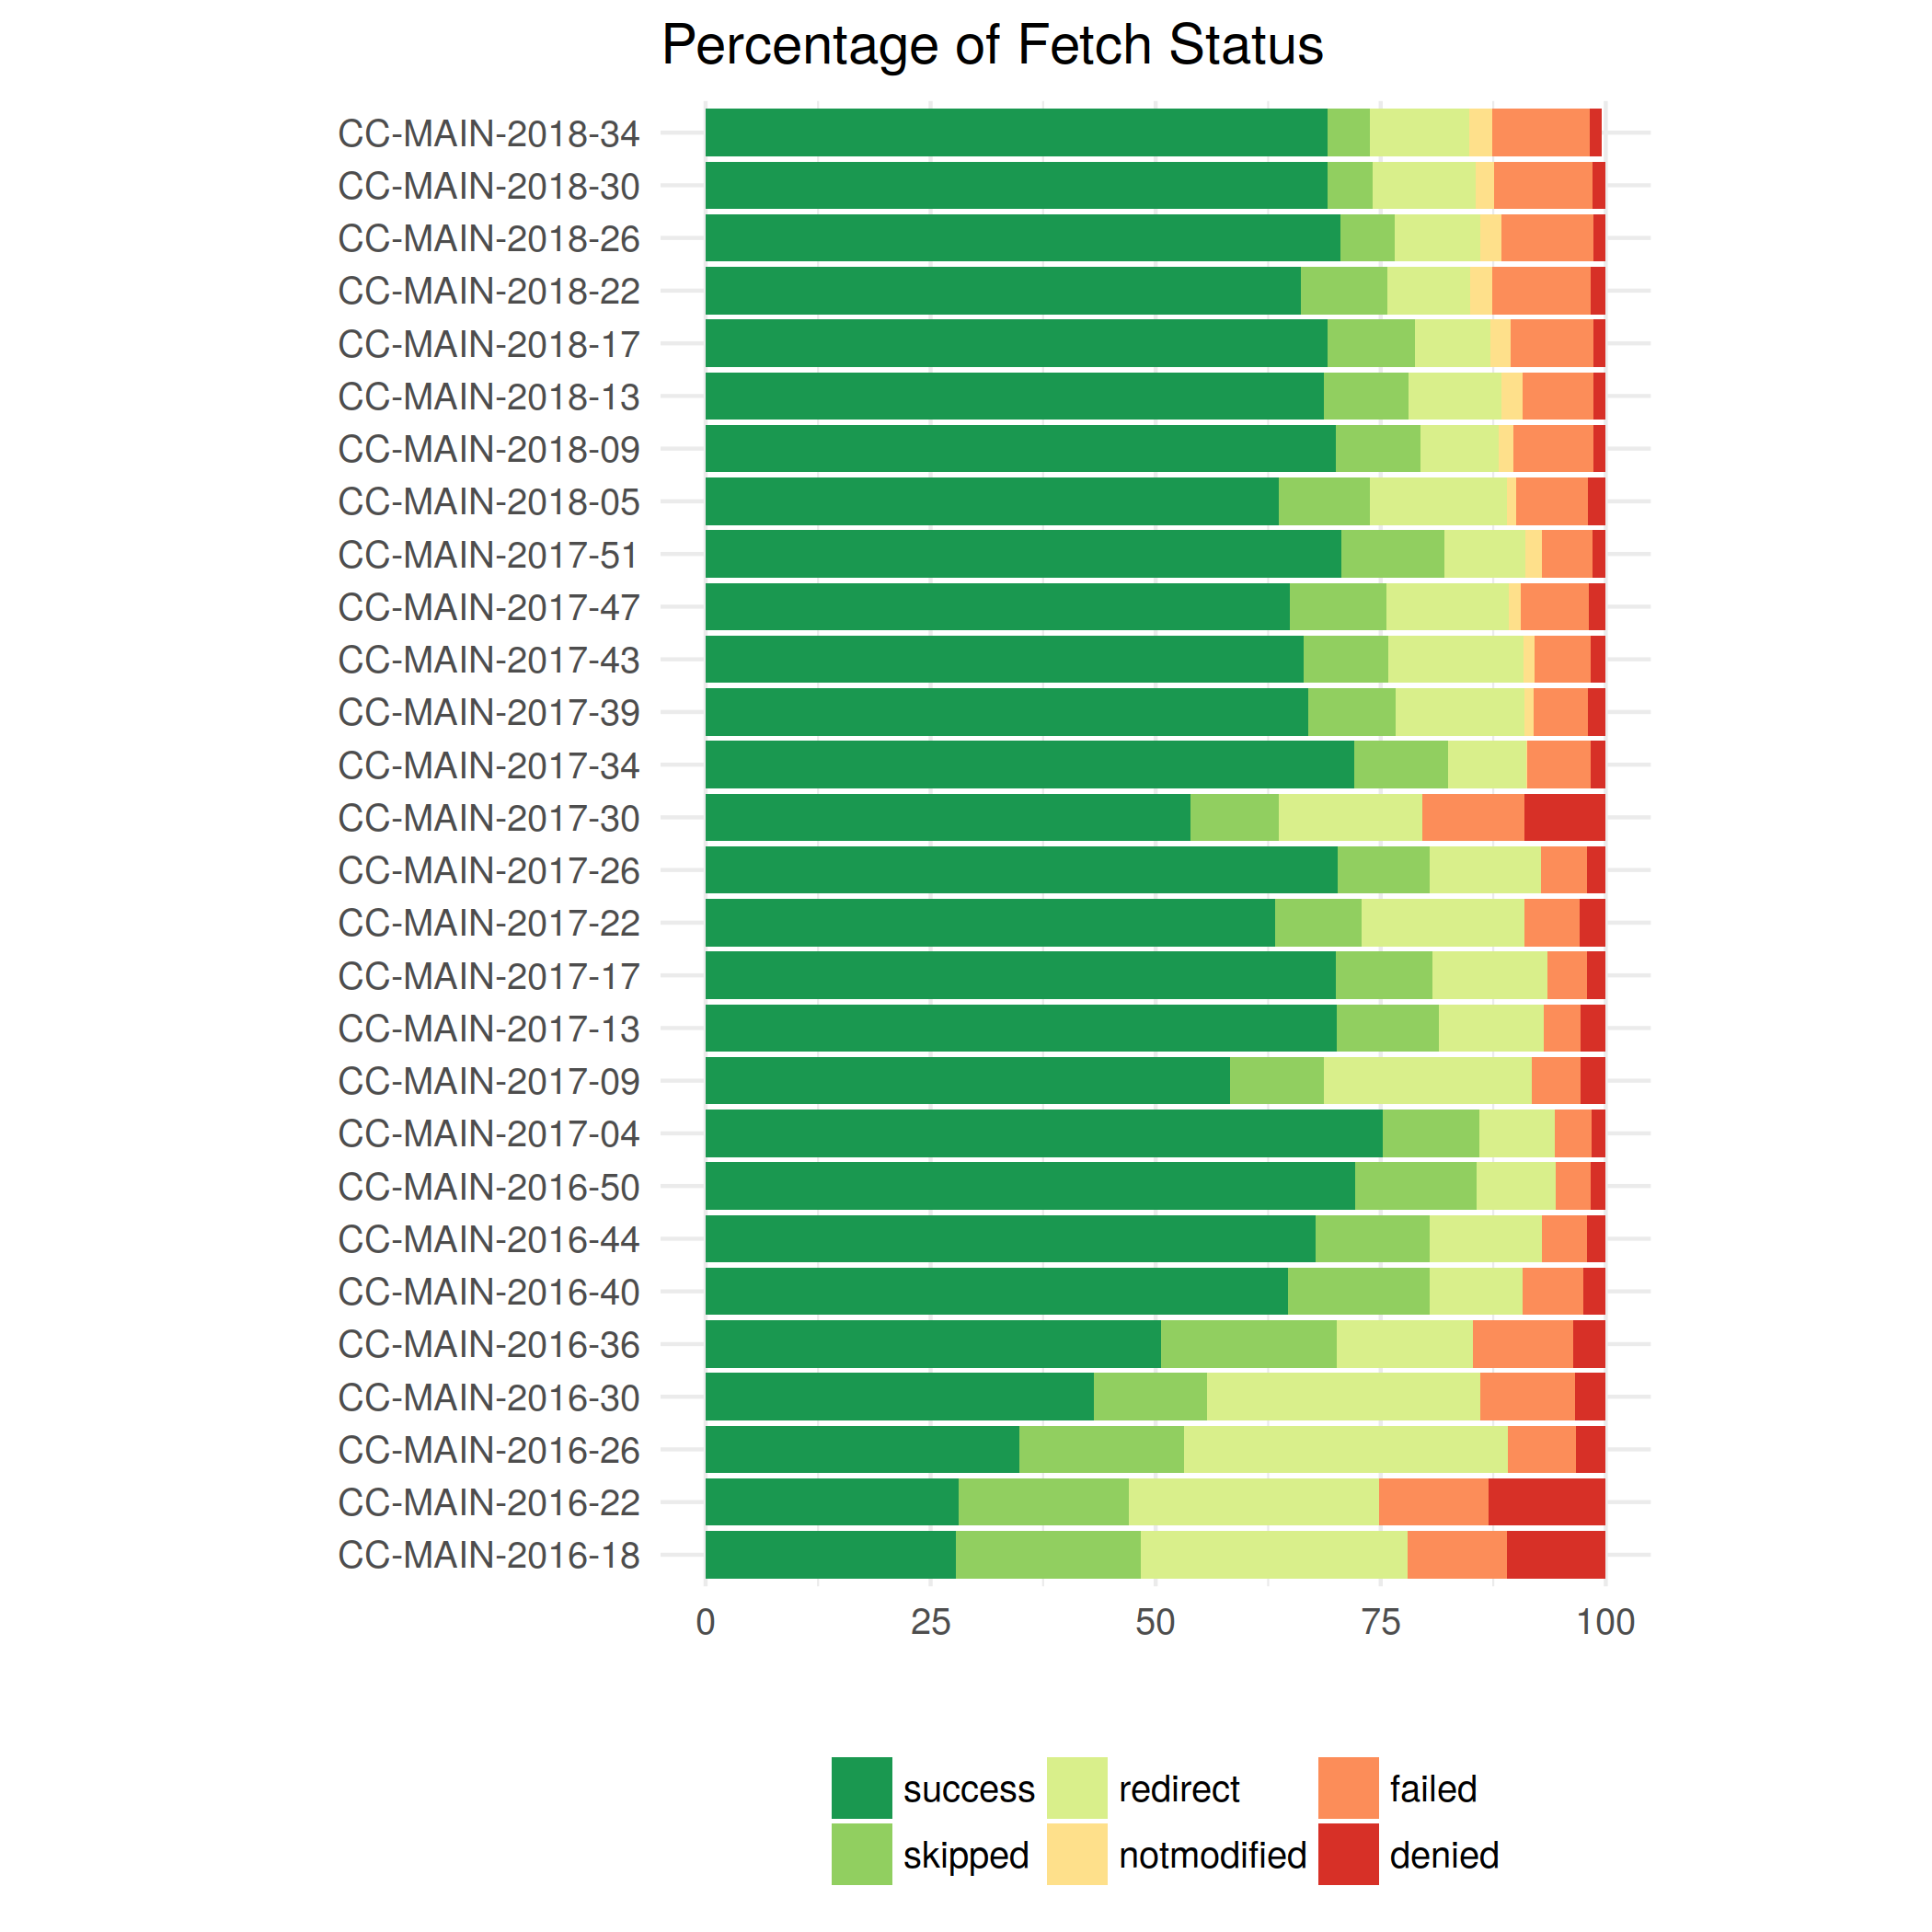 Percentage of Fetch Status
CC-MAIN-2018-34
CC-MAIN-2018-30
CC-MAIN-2018-26
CC-MAIN-2018-22
CC-MAIN-2018-17
CC-MAIN-2018-13
CC-MAIN-2018-09
CC-MAIN-2018-05
CC-MAIN-2017-51
CC-MAIN-2017-47
CC-MAIN-2017-43
CC-MAIN-2017-39
CC-MAIN-2017-34
CC-MAIN-2017-30
CC-MAIN-2017-26
CC-MAIN-2017-22
CC-MAIN-2017-17
CC-MAIN-2017-13
CC-MAIN-2017-09
CC-MAIN-2017-04
CC-MAIN-2016-50
CC-MAIN-2016-44
CC-MAIN-2016-40
CC-MAIN-2016-36
CC-MAIN-2016-30
CC-MAIN-2016-26
CC-MAIN-2016-22
CC-MAIN-2016-18
0 25 50 75 100
success redirect failed
skipped notmodified denied